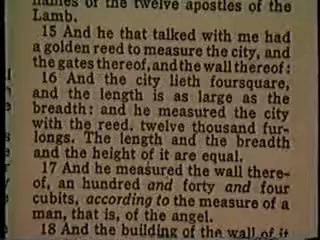 names of the twelve apostles of the
Lamb.
15 And he that talked with me had
a golden reed to measure the city, and
the gates thereof, and the wall thereof:
16 And the city lieth foursquare,
and the length is as large as the
breadth: and he measured the city
with the reed, twelve thousand fur-
longs. The length and the breadth
and the height of it are equal.
17 And he measured the wall there-
of, an hundred and forty and four
cubits, according to the measure of a
man, that is, of the angel.
18 And the building of the wall of it